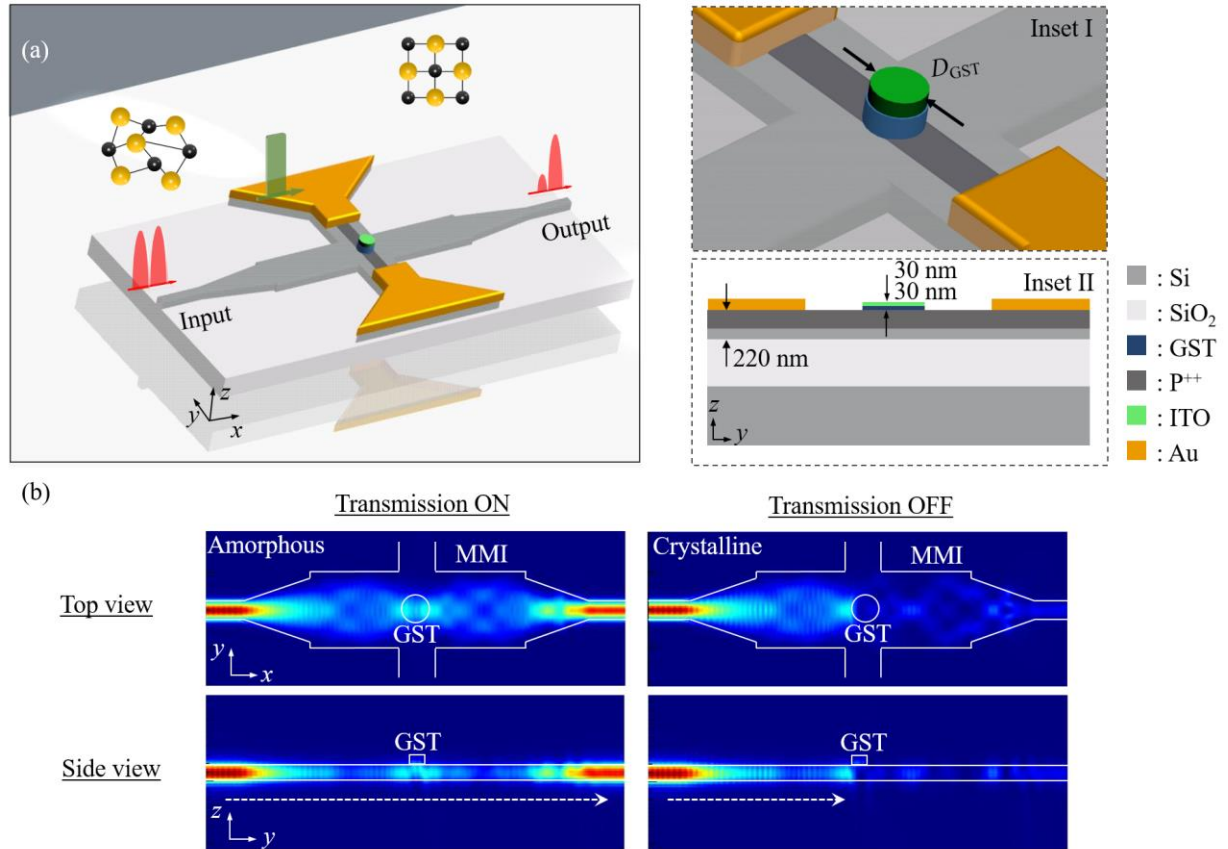 (a)
Input
Output
z
y
x
Inset I
D_GST
30 nm
30 nm
Inset II
220 nm
z
y
: Si
: SiO₂
: GST
: P⁺⁺
: ITO
: Au
(b)
Transmission ON
Transmission OFF
Top view
Amorphous
MMI
GST
y
x
Crystalline
MMI
GST
Side view
GST
z
y
GST